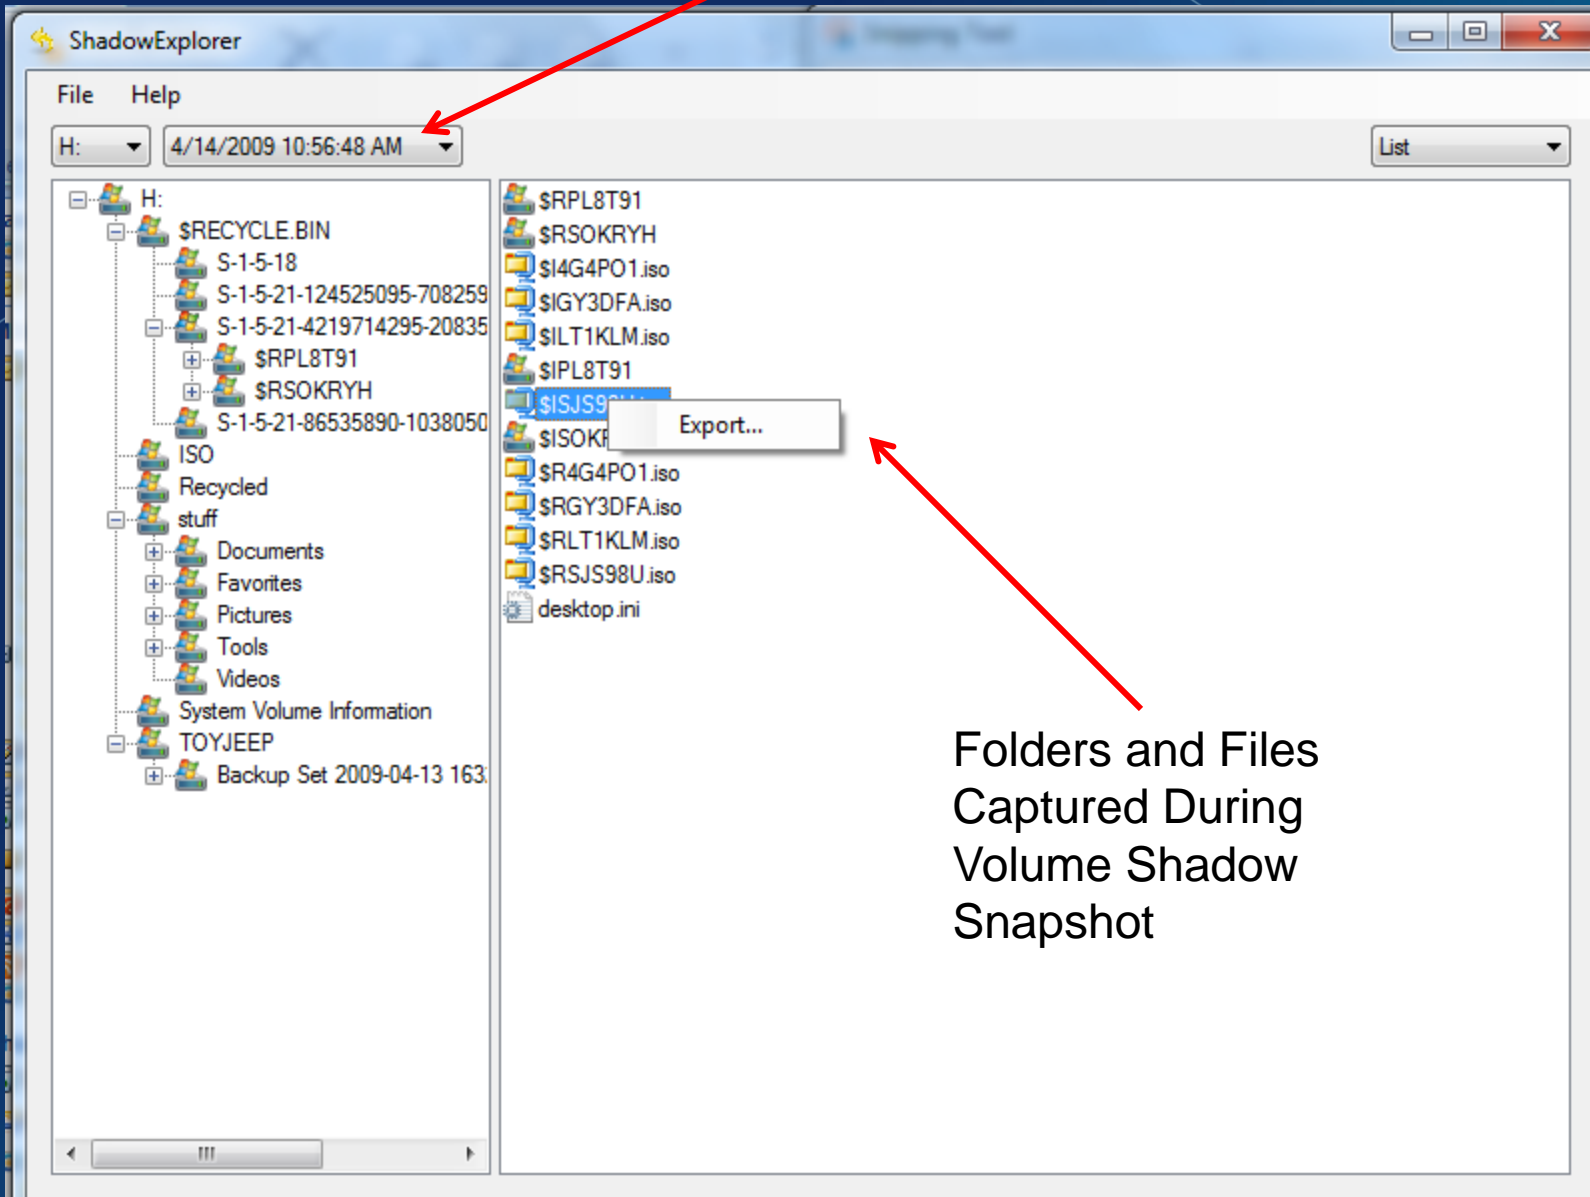 ShadowExplorer
Snipping Tool
File Help
H: 4/14/2009 10:56:48 AM List
H:
$RECYCLE.BIN
S-1-5-18
S-1-5-21-124525095-708259
S-1-5-21-4219714295-20835
$RPL8T91
$RSOKRYH
S-1-5-21-86535890-1038050
ISO
Recycled
stuff
Documents
Favorites
Pictures
Tools
Videos
System Volume Information
TOYJEEP
Backup Set 2009-04-13 163
$RPL8T91
$RSOKRYH
$I4G4PO1.iso
$IGY3DFA.iso
$ILT1KLM.iso
$IPL8T91
$ISJS9
Export...
$ISOK
$R4G4PO1.iso
$RGY3DFA.iso
$RLT1KLM.iso
$RSJS98U.iso
desktop.ini
Folders and Files
Captured During
Volume Shadow
Snapshot